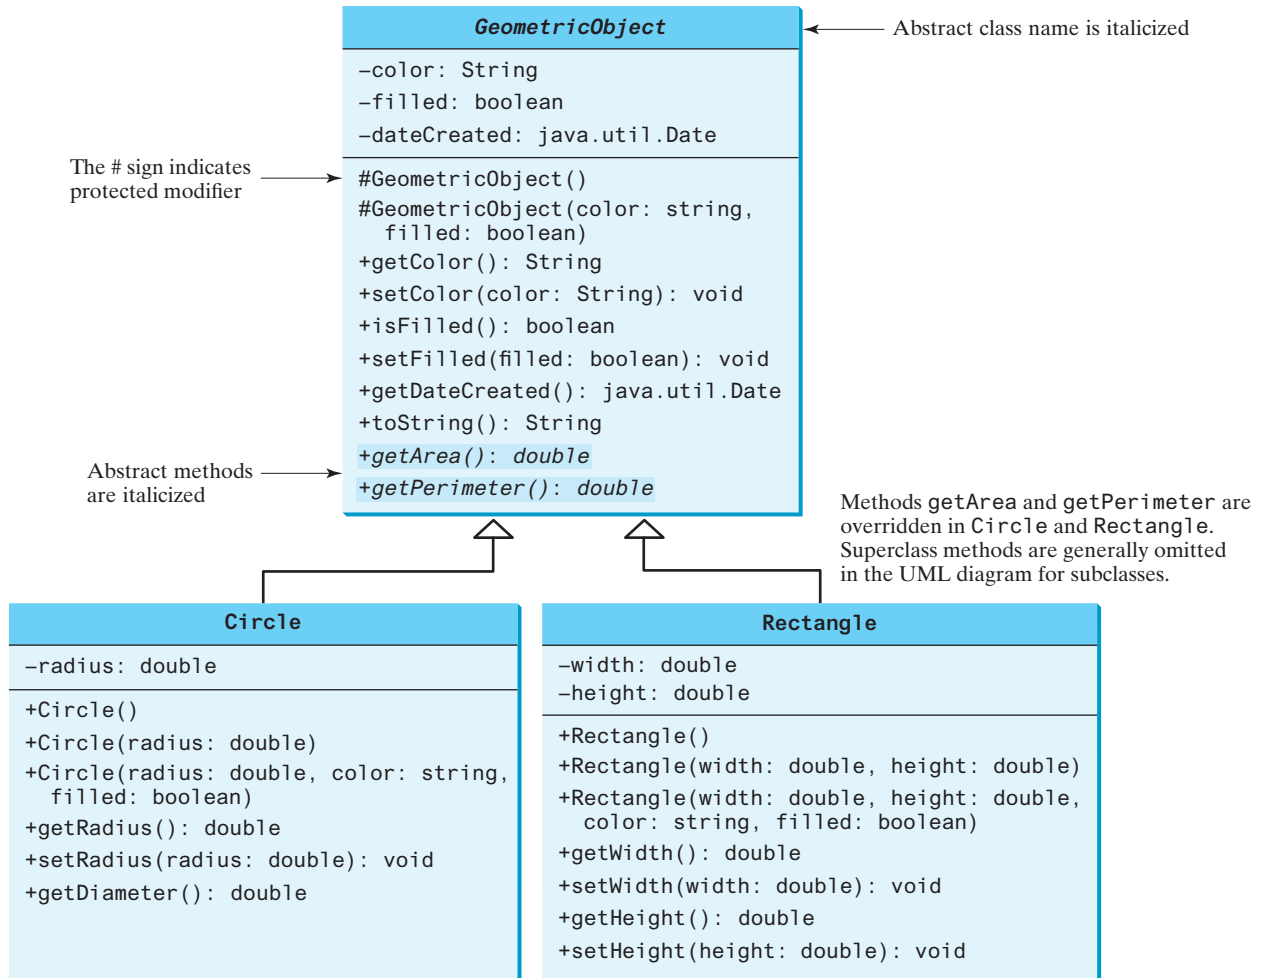 GeometricObject
Abstract class name is italicized
–color: String
–filled: boolean
–dateCreated: java.util.Date
The # sign indicates
protected modifier
#GeometricObject()
#GeometricObject(color: string,
filled: boolean)
+getColor(): String
+setColor(color: String): void
+isFilled(): boolean
+setFilled(filled: boolean): void
+getDateCreated(): java.util.Date
+toString(): String
+getArea(): double
+getPerimeter(): double
Abstract methods
are italicized
Methods getArea and getPerimeter are
overridden in Circle and Rectangle.
Superclass methods are generally omitted
in the UML diagram for subclasses.
Circle
–radius: double
+Circle()
+Circle(radius: double)
+Circle(radius: double, color: string,
filled: boolean)
+getRadius(): double
+setRadius(radius: double): void
+getDiameter(): double
Rectangle
–width: double
–height: double
+Rectangle()
+Rectangle(width: double, height: double)
+Rectangle(width: double, height: double,
color: string, filled: boolean)
+getWidth(): double
+setWidth(width: double): void
+getHeight(): double
+setHeight(height: double): void